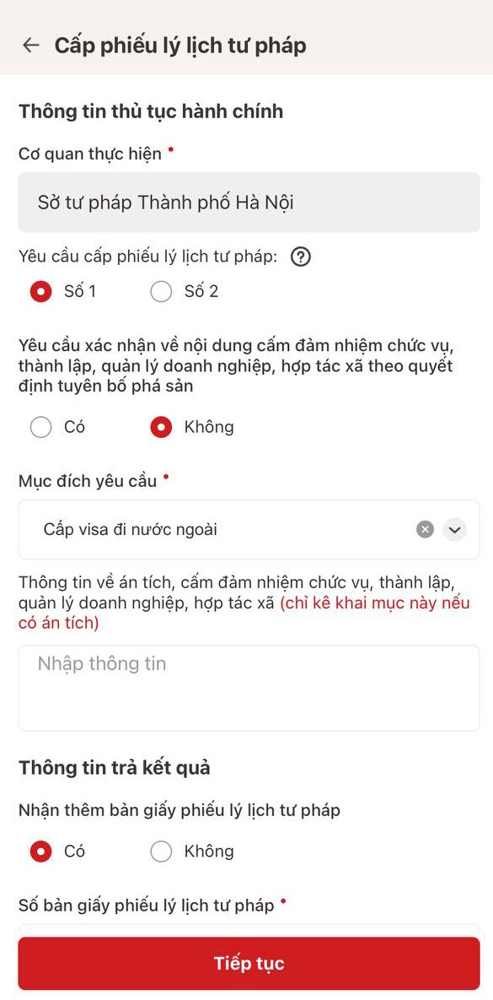 Cấp phiếu lý lịch tư pháp
Thông tin thủ tục hành chính
Cơ quan thực hiện •
Sở tư pháp Thành phố Hà Nội
Yêu cầu cấp phiếu lý lịch tư pháp: ?
Số 1 Số 2
Yêu cầu xác nhận về nội dung cấm đảm nhiệm chức vụ,
thành lập, quản lý doanh nghiệp, hợp tác xã theo quyết
định tuyên bố phá sản
Có Không
Mục đích yêu cầu •
Cấp visa đi nước ngoài
Thông tin về án tích, cấm đảm nhiệm chức vụ, thành lập,
quản lý doanh nghiệp, hợp tác xã (chỉ kê khai mục này nếu
có án tích)
Nhập thông tin
Thông tin trả kết quả
Nhận thêm bản giấy phiếu lý lịch tư pháp
Có Không
Số bản giấy phiếu lý lịch tư pháp •
Tiếp tục